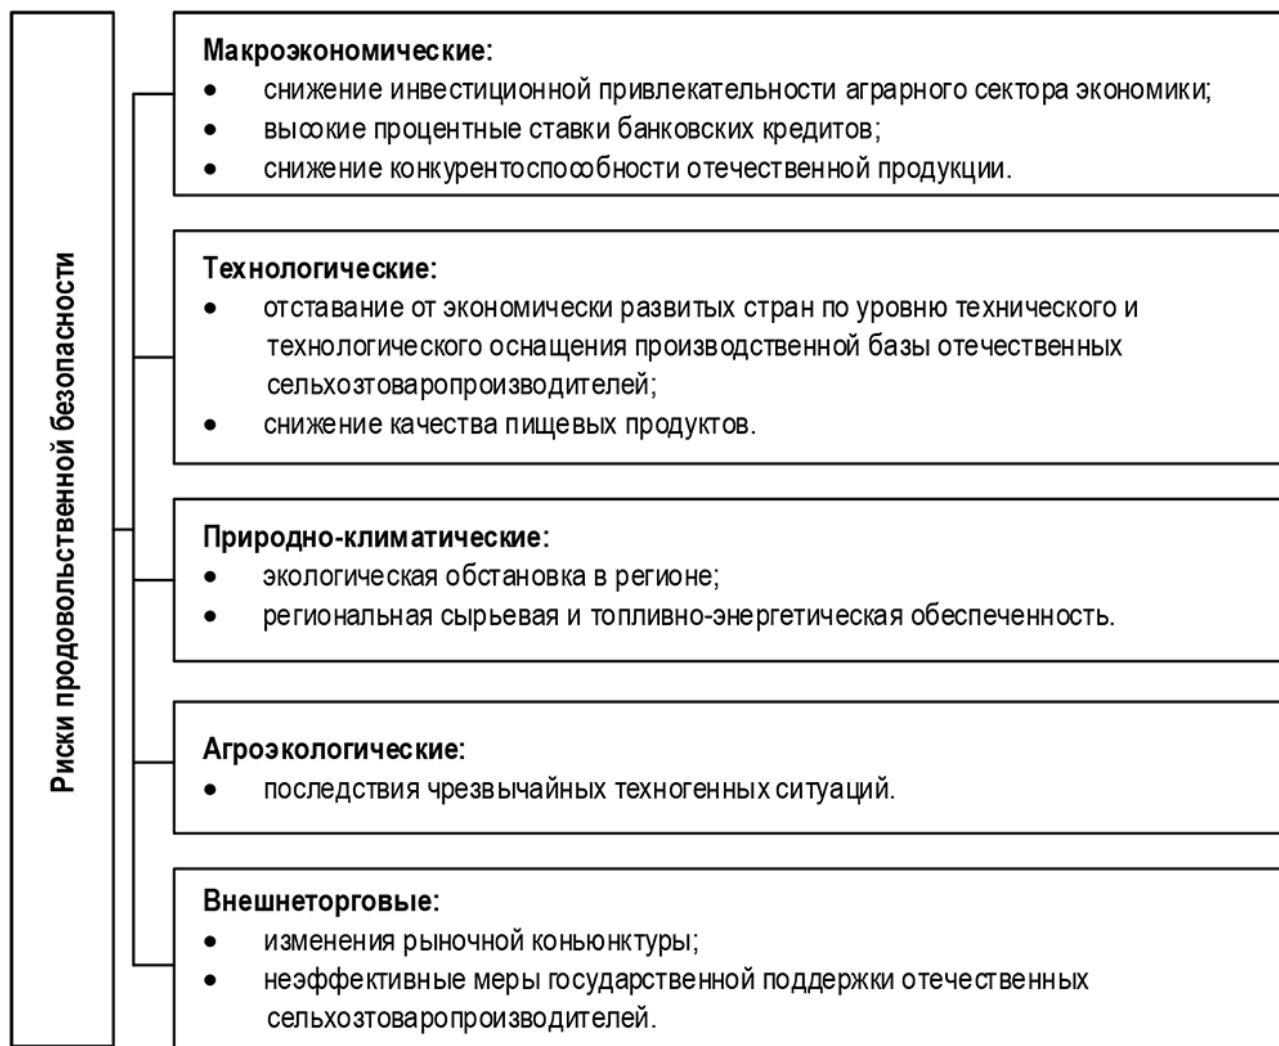 Риски продовольственной безопасности
Макроэкономические:
• снижение инвестиционной привлекательности аграрного сектора экономики;
• высокие процентные ставки банковских кредитов;
• снижение конкурентоспособности отечественной продукции.
Технологические:
• отставание от экономически развитых стран по уровню технического и
технологического оснащения производственной базы отечественных
сельхозтоваропроизводителей;
• снижение качества пищевых продуктов.
Природно-климатические:
• экологическая обстановка в регионе;
• региональная сырьевая и топливно-энергетическая обеспеченность.
Агроэкологические:
• последствия чрезвычайных техногенных ситуаций.
Внешнеторговые:
• изменения рыночной коньюнктуры;
• неэффективные меры государственной поддержки отечественных
сельхозтоваропроизводителей.